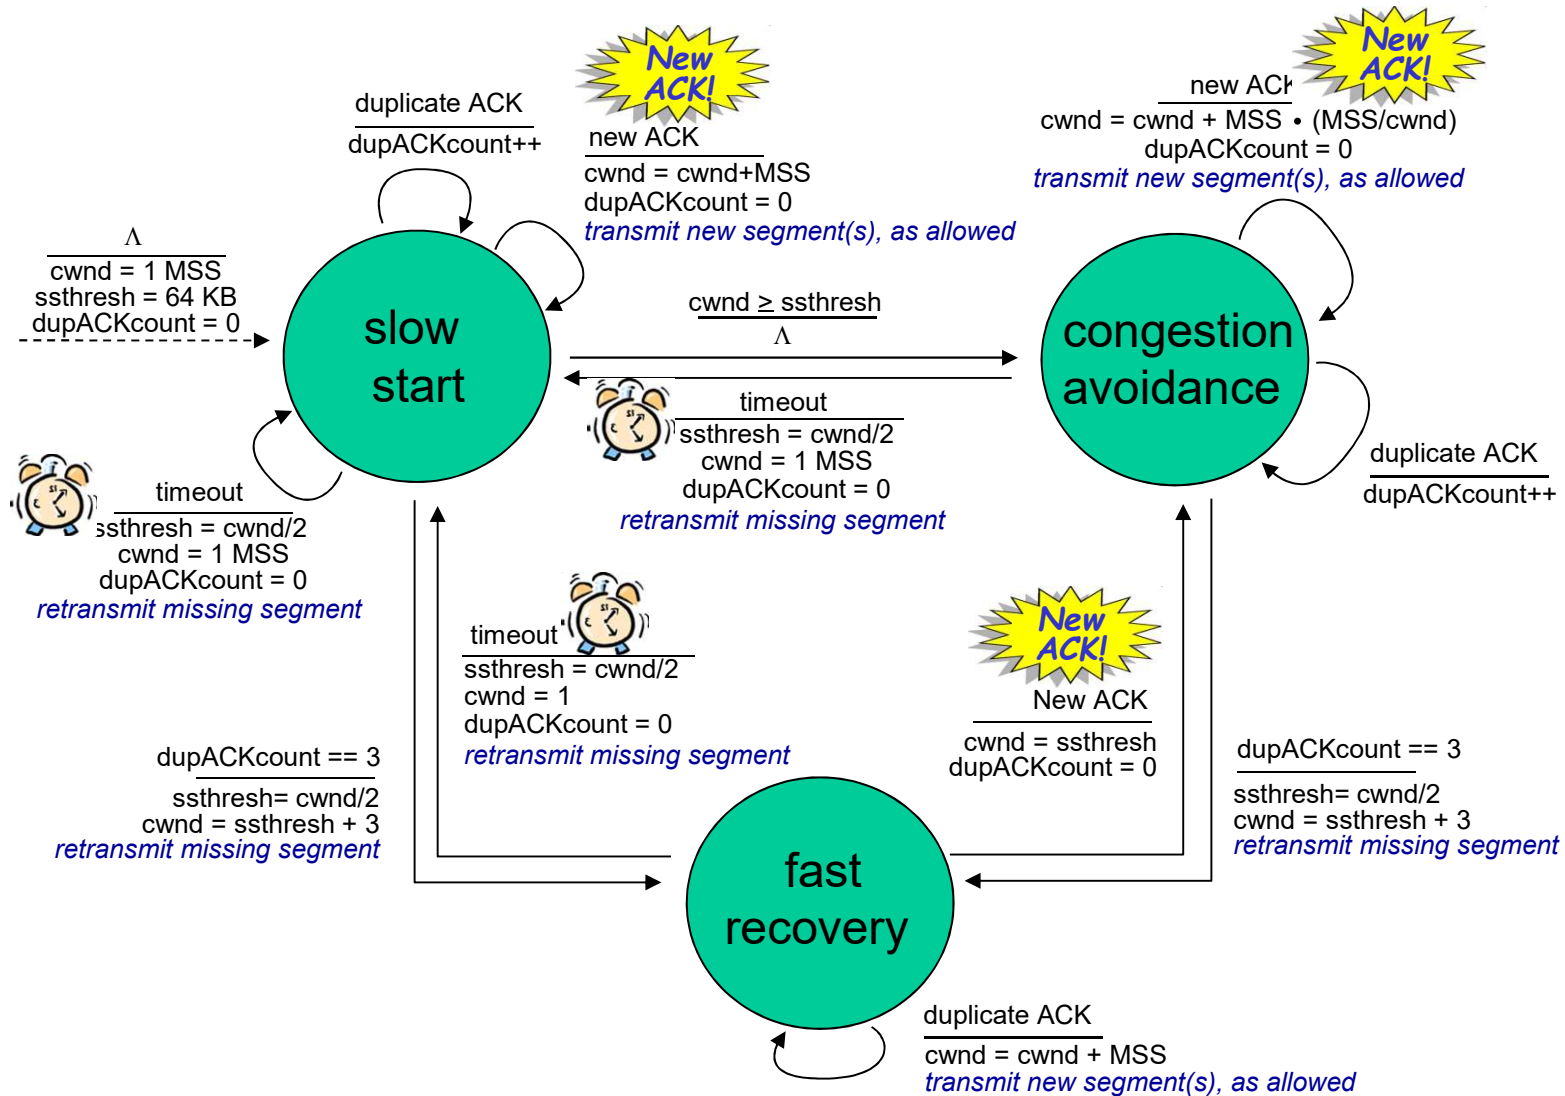 New
ACK!
duplicate ACK
dupACKcount++
new ACK
cwnd = cwnd+MSS
dupACKcount = 0
transmit new segment(s), as allowed
New
ACK!
new ACK
cwnd = cwnd + MSS • (MSS/cwnd)
dupACKcount = 0
transmit new segment(s), as allowed
Λ
cwnd = 1 MSS
ssthresh = 64 KB
dupACKcount = 0
slow
start
cwnd ≥ ssthresh
Λ
timeout
ssthresh = cwnd/2
cwnd = 1 MSS
dupACKcount = 0
retransmit missing segment
congestion
avoidance
duplicate ACK
dupACKcount++
timeout
ssthresh = cwnd/2
cwnd = 1 MSS
dupACKcount = 0
retransmit missing segment
timeout
ssthresh = cwnd/2
cwnd = 1
dupACKcount = 0
retransmit missing segment
New
ACK!
New ACK
cwnd = ssthresh
dupACKcount = 0
dupACKcount == 3
ssthresh= cwnd/2
cwnd = ssthresh + 3
retransmit missing segment
dupACKcount == 3
ssthresh= cwnd/2
cwnd = ssthresh + 3
retransmit missing segment
fast
recovery
duplicate ACK
cwnd = cwnd + MSS
transmit new segment(s), as allowed